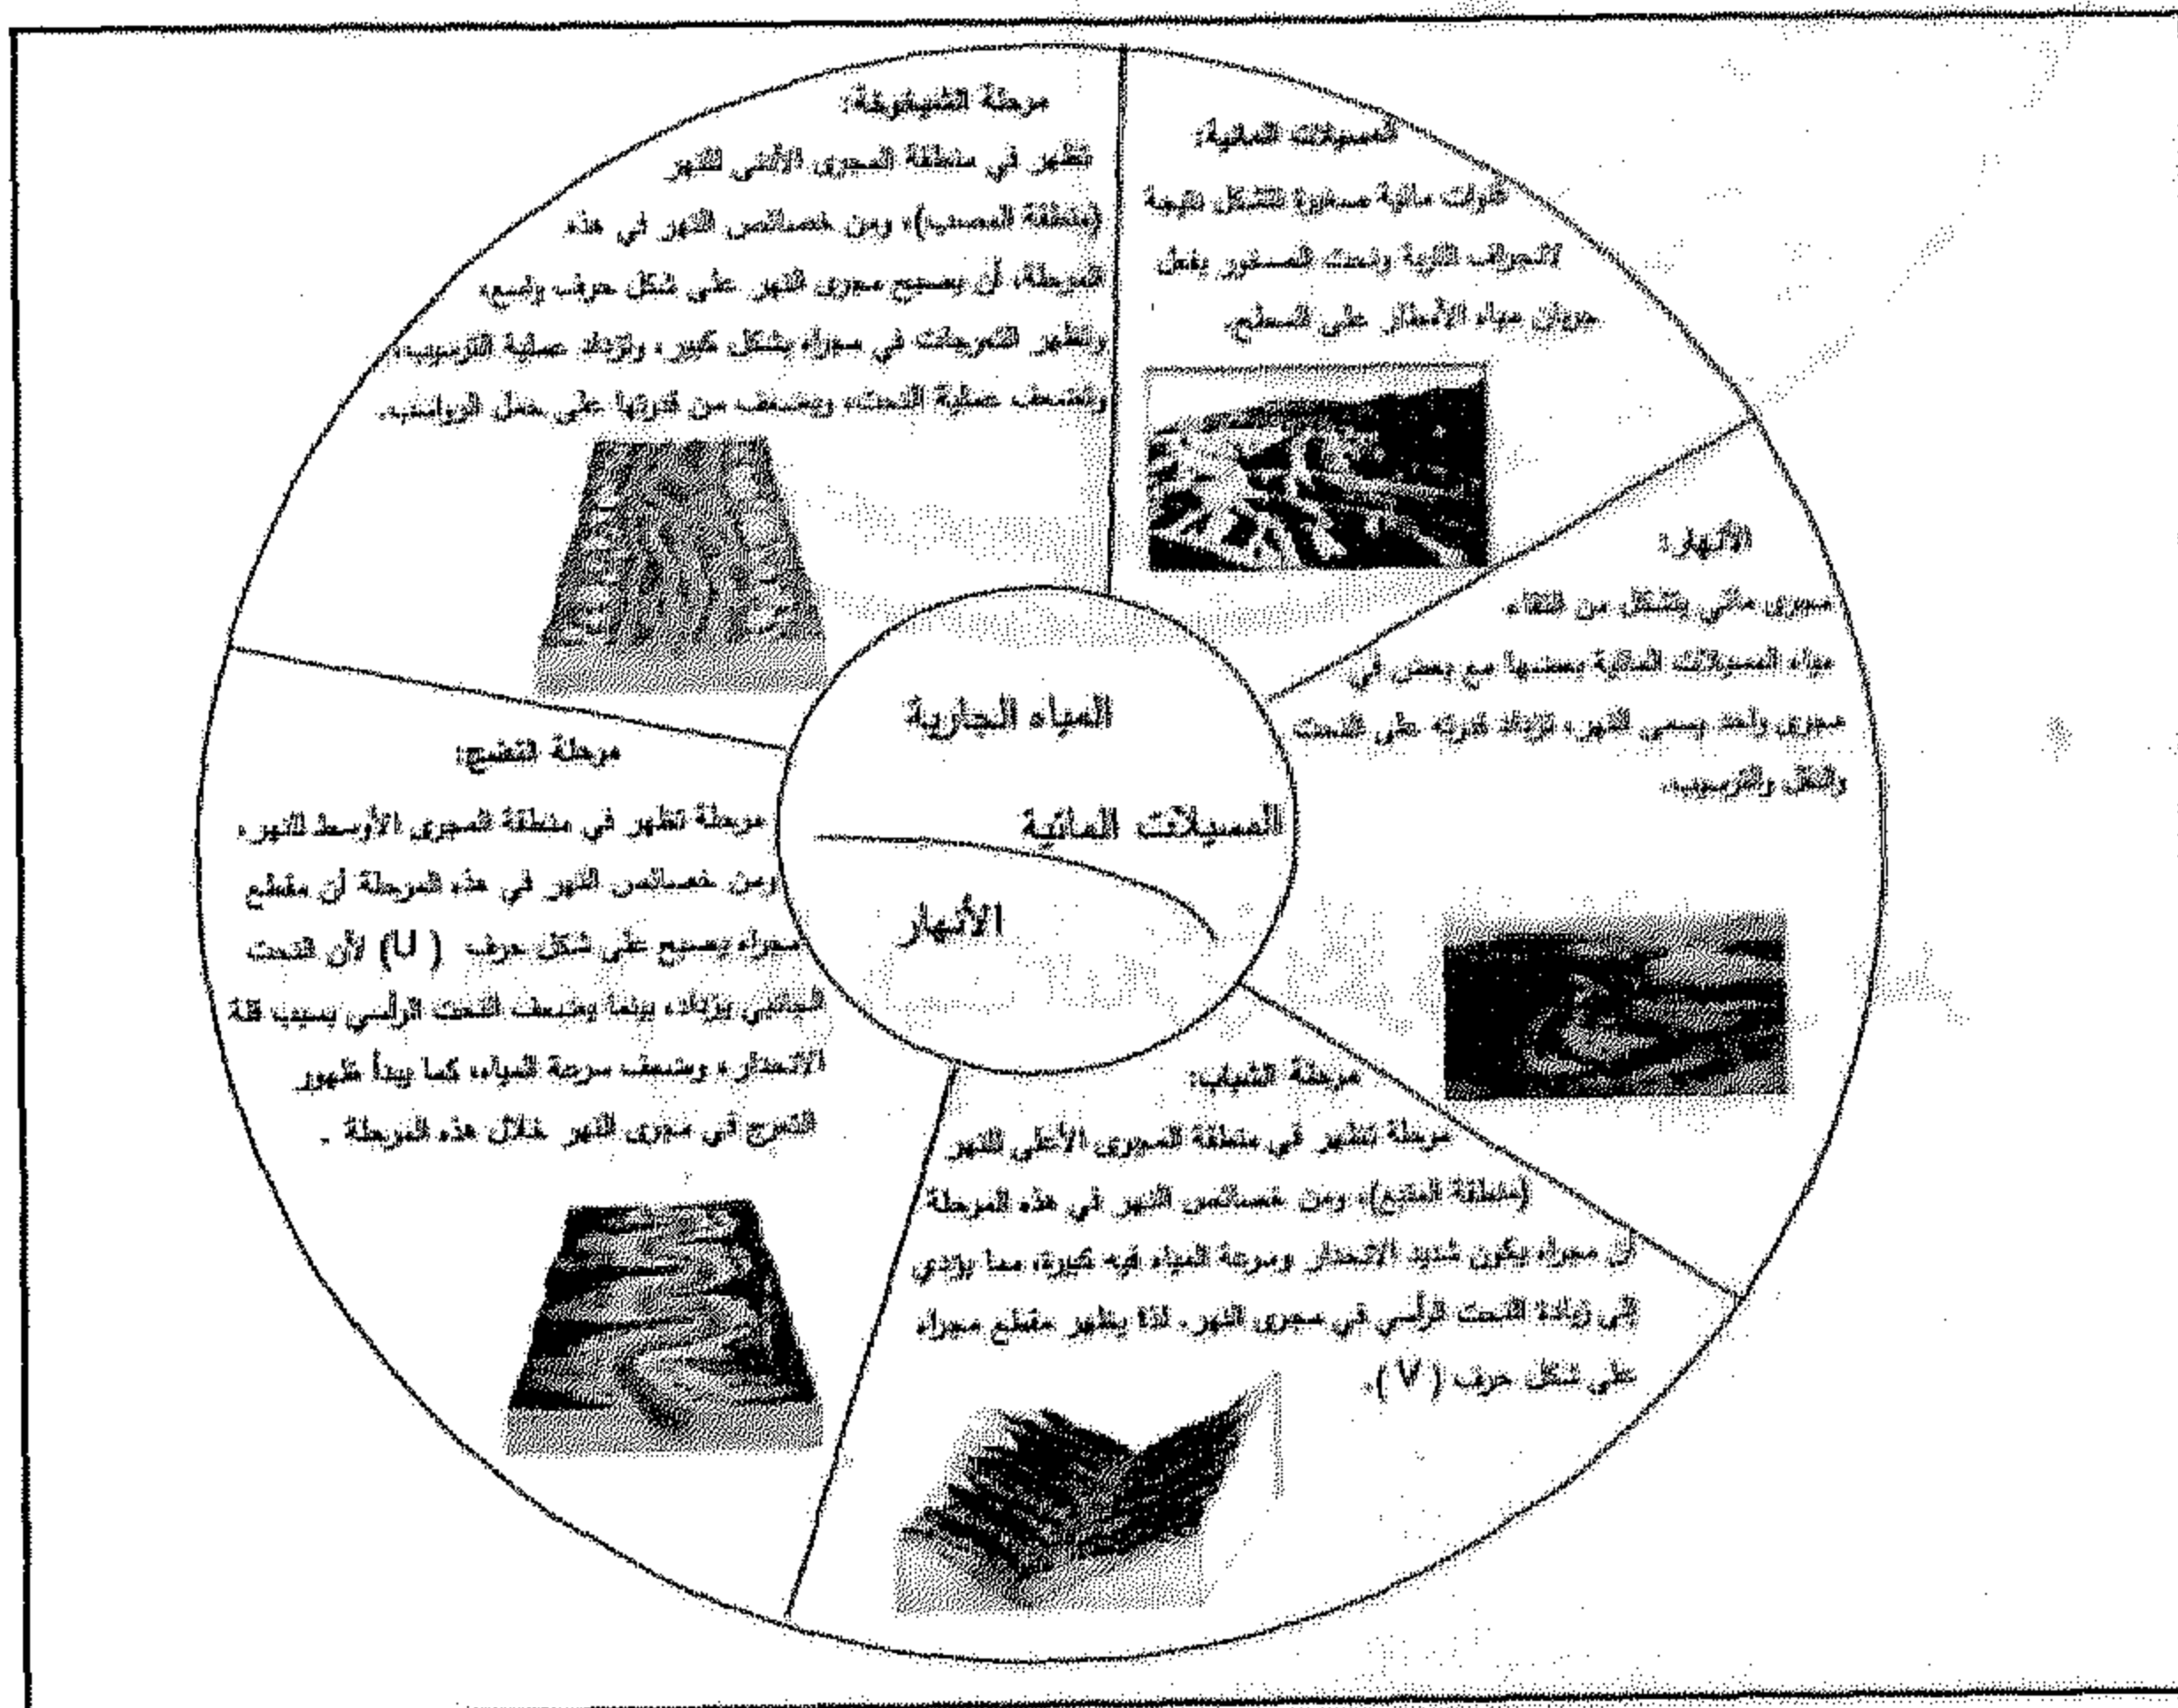 المياه الجارية
المسيلات المائية
الأنهار
المسيلات المائية:
قنوات مائية صغيرة تتشكل نتيجة
لانجراف التربة ونحت الصخور بفعل
جريان مياه الأمطار على السطح.
الأنهار:
مجرى مائي يتشكل من التقاء
مياه المسيلات المائية بعضها مع بعض في
مجرى واحد يسمى النهر، تزداد قدرته على النحت
والنقل والترسيب.
مرحلة الشباب:
مرحلة تظهر في منطقة المجرى الأعلى للنهر
(منطقة المنبع)، ومن خصائص النهر في هذه المرحلة
أن مجراه يكون شديد الانحدار وسرعة المياه فيه كبيرة، مما يؤدي
إلى زيادة النحت الرأسي في مجرى النهر. لذا يظهر مقطع مجراه
على شكل حرف ( V ).
مرحلة النضج:
مرحلة تظهر في منطقة المجرى الأوسط للنهر،
ومن خصائص النهر في هذه المرحلة أن مقطع
مجراه يصبح على شكل حرف ( U) لأن النحت
الجانبي يزداد، بينما يضعف النحت الرأسي بسبب قلة
الانحدار، وضعف سرعة المياه، كما يبدأ ظهور
التعرج في مجرى النهر خلال هذه المرحلة .
مرحلة الشيخوخة:
تظهر في منطقة المجرى الأدنى للنهر
(منطقة المصب)، ومن خصائص النهر في هذه
المرحلة، أن يصبح مجرى النهر على شكل حرف واسع،
وتظهر التعرجات في مجراه بشكل كبير، وتزداد عملية الترسيب،
وتضعف عملية النحت، ويضعف من قدرتها على حمل الرواسب.